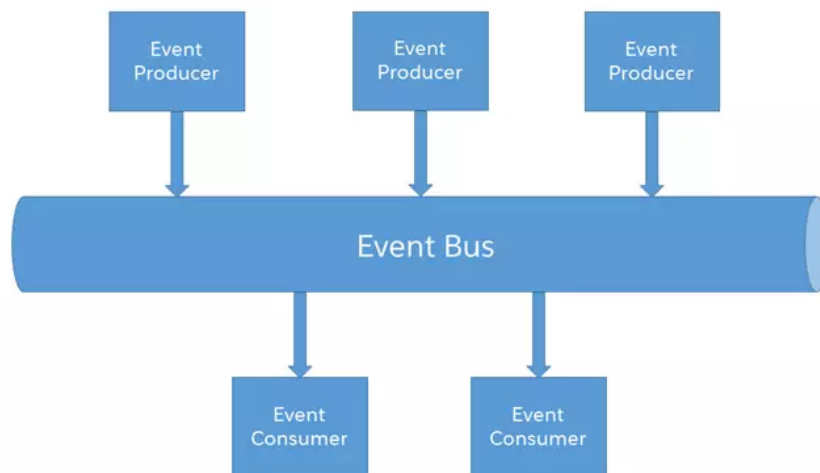 Event
Producer
Event
Producer
Event
Producer
Event Bus
Event
Consumer
Event
Consumer